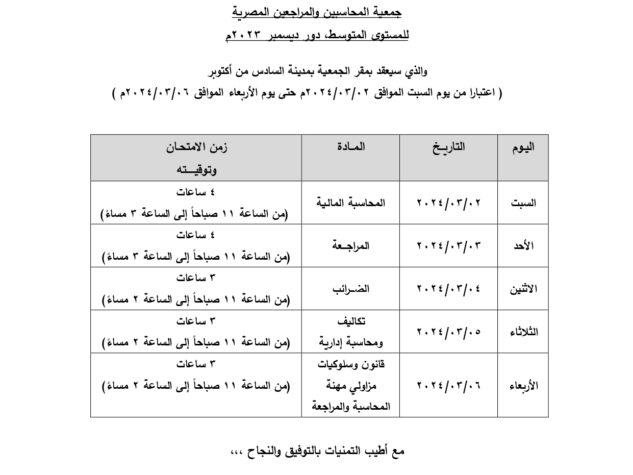 جمعية المحاسبين والمراجعين المصرية
للمستوى المتوسط، دور ديسمبر ٢٠٢٣م
والذي سيعقد بمقر الجمعية بمدينة السادس من أكتوبر
( اعتبارا من يوم السبت الموافق ٢٠٢٤/٠٣/٠٢م حتى يوم الأربعاء الموافق ٢٠٢٤/٠٣/٠٦م )
اليوم التاريخ المادة زمن الامتحان
وتوقيته
السبت ٢٠٢٤/٠٣/٠٢ المحاسبة المالية ٤ ساعات
(من الساعة ١١ صباحاً إلى الساعة ٣ مساءً)
الأحد ٢٠٢٤/٠٣/٠٣ المراجعة ٤ ساعات
(من الساعة ١١ صباحاً إلى الساعة ٣ مساءً)
الاثنين ٢٠٢٤/٠٣/٠٤ الضرائب ٣ ساعات
(من الساعة ١١ صباحاً إلى الساعة ٢ مساءً)
الثلاثاء ٢٠٢٤/٠٣/٠٥ تكاليف ٣ ساعات
ومحاسبة إدارية (من الساعة ١١ صباحاً إلى الساعة ٢ مساءً)
الأربعاء ٢٠٢٤/٠٣/٠٦ قانون وسلوكيات ٣ ساعات
مزاولي مهنة (من الساعة ١١ صباحاً إلى الساعة ٢ مساءً)
المحاسبة والمراجعة
مع أطيب التمنيات بالتوفيق والنجاح ،،،